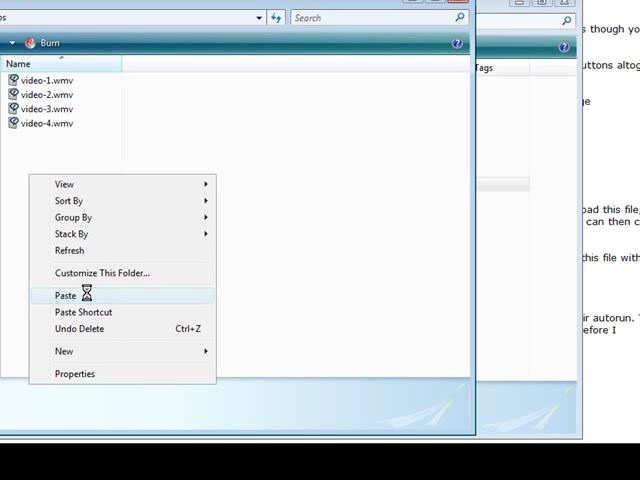 os
Search
Burn
Name
video-1.wmv
video-2.wmv
video-3.wmv
video-4.wmv
View
Sort By
Group By
Stack By
Refresh
Customize This Folder...
Paste
Paste Shortcut
Undo Delete Ctrl+Z
New
Properties
Tags
s though yo
uttons altog
ge
oad this file,
can then c
this file with
ir autorun.
efore I